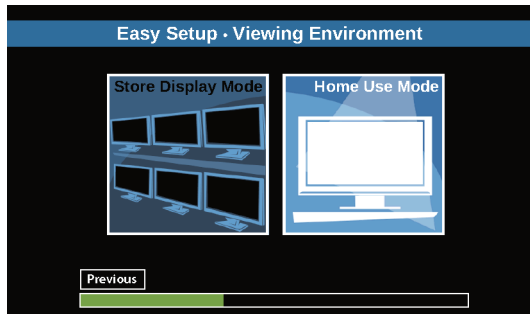 Easy Setup • Viewing Environment
Store Display Mode
Home Use Mode
Previous